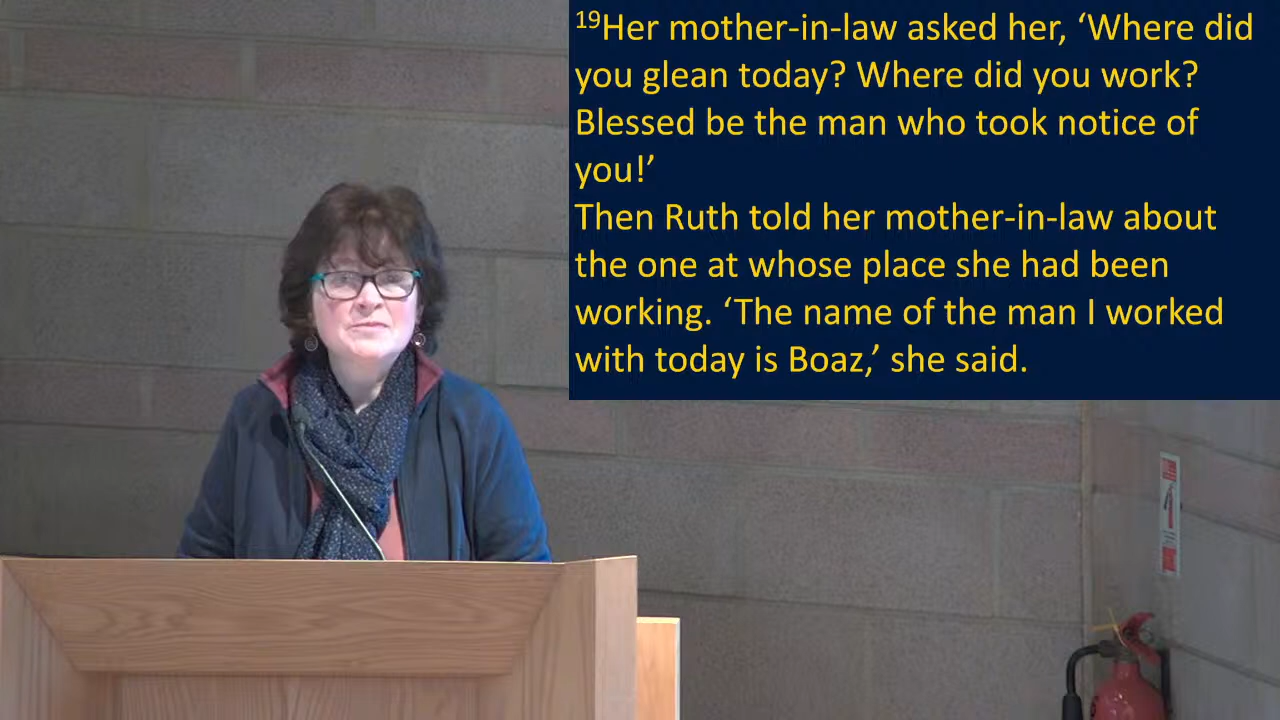 ¹⁹Her mother-in-law asked her, ‘Where did
you glean today? Where did you work?
Blessed be the man who took notice of
you!’
Then Ruth told her mother-in-law about
the one at whose place she had been
working. ‘The name of the man I worked
with today is Boaz,’ she said.